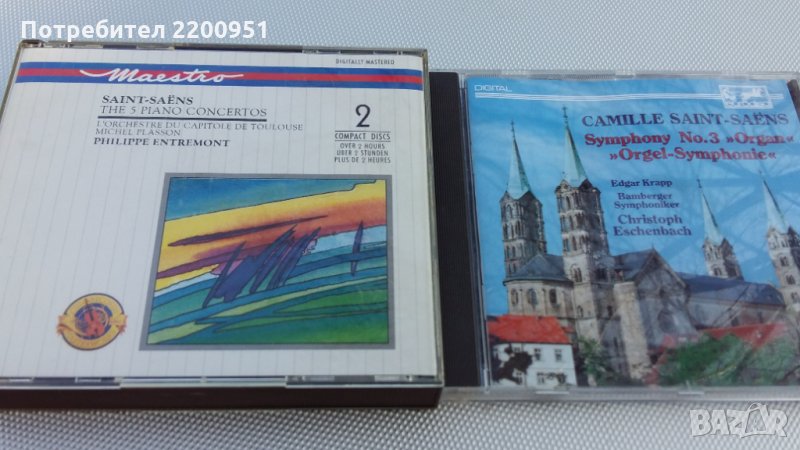 Потребител 2200951
Maestro
DIGITALLY MASTERED
SAINT-SAËNS
THE 5 PIANO CONCERTOS
L'ORCHESTRE DU CAPITOLE DE TOULOUSE
MICHEL PLASSON
PHILIPPE ENTREMONT
2
COMPACT DISCS
OVER 2 HOURS
ÜBER 2 STUNDEN
PLUS DE 2 HEURES
DIGITAL
CAMILLE SAINT-SAËNS
Symphony No.3 »Organ«
»Orgel-Symphonie«
Edgar Krapp
Bamberger
Symphoniker
Christoph
Eschenbach
BAZAR